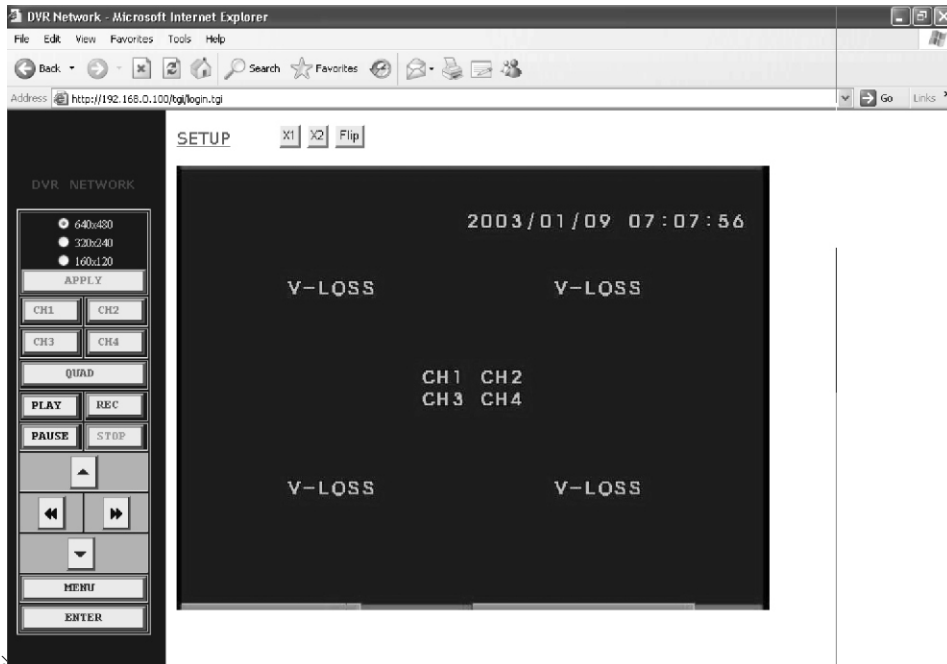 DVR Network - Microsoft Internet Explorer
File Edit View Favorites Tools Help
Back Search Favorites
Address http://192.168.0.100/tgi/login.tgi Go Links
SETUP X1 X2 Flip
DVR NETWORK
640x480
320x240
160x120
APPLY
CH1 CH2
CH3 CH4
QUAD
PLAY REC
PAUSE STOP
MENU
ENTER
2003/01/09 07:07:56
V-LOSS V-LOSS
CH1 CH2
CH3 CH4
V-LOSS V-LOSS